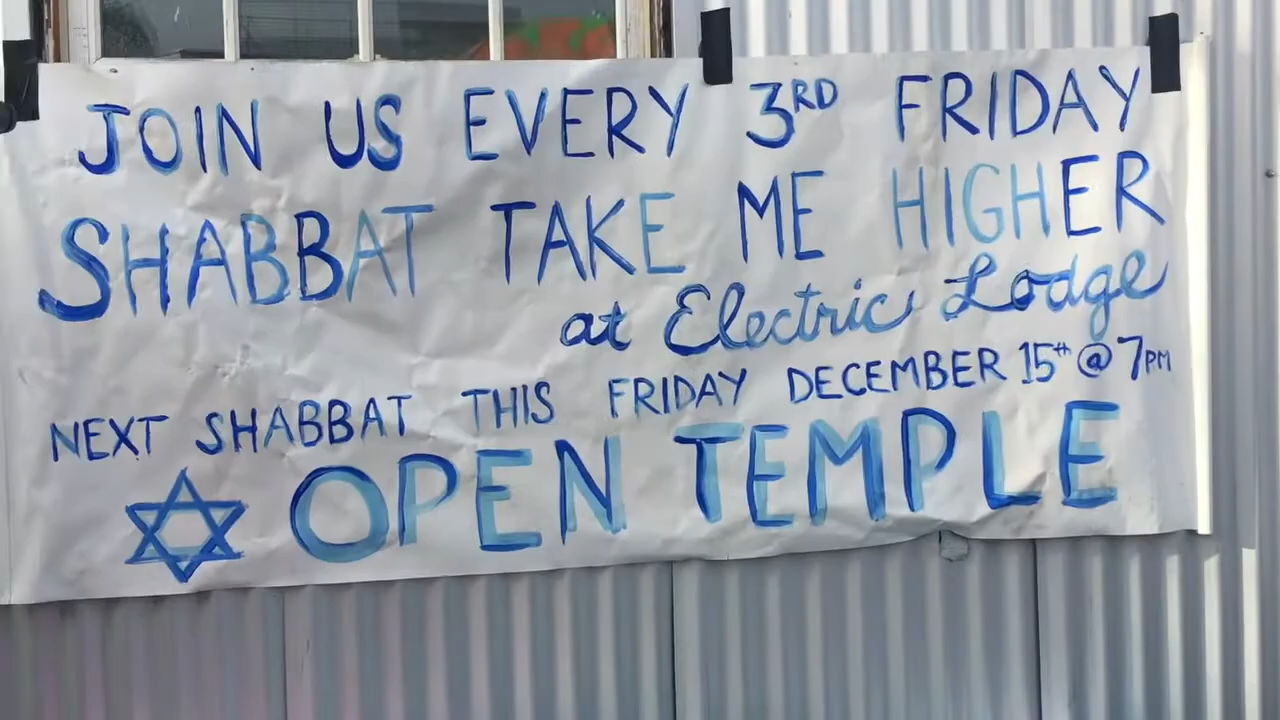 JOIN US EVERY 3RD FRIDAY
SHABBAT TAKE ME HIGHER
at Electric Lodge
NEXT SHABBAT THIS FRIDAY DECEMBER 15th @ 7PM
OPEN TEMPLE